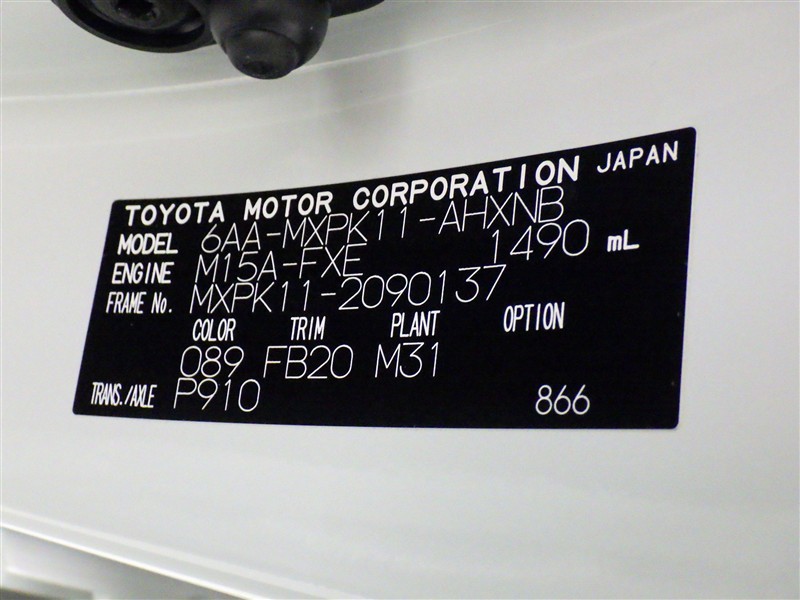 TOYOTA MOTOR CORPORATION JAPAN
MODEL 6AA-MXPK11-AHXNB
ENGINE M15A-FXE 1490 mL
FRAME No. MXPK11-2090137
COLOR TRIM PLANT OPTION
089 FB20 M31
TRANS./AXLE P910 866